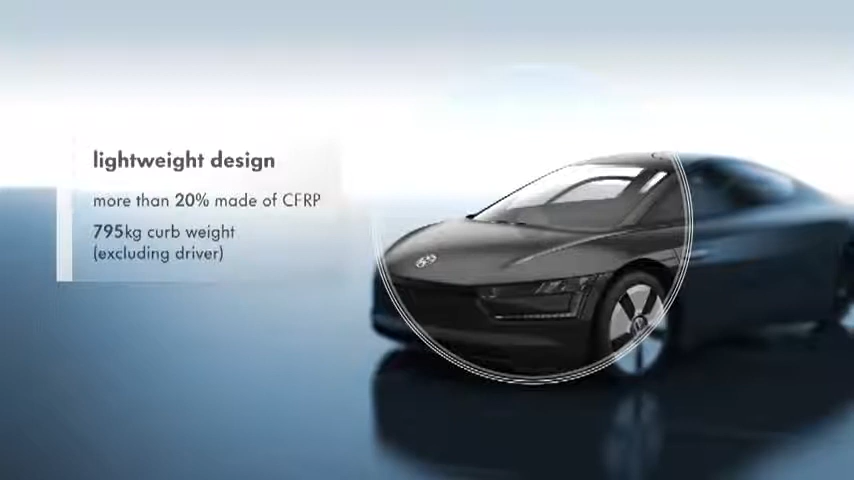 lightweight design
more than 20% made of CFRP
795kg curb weight
(excluding driver)